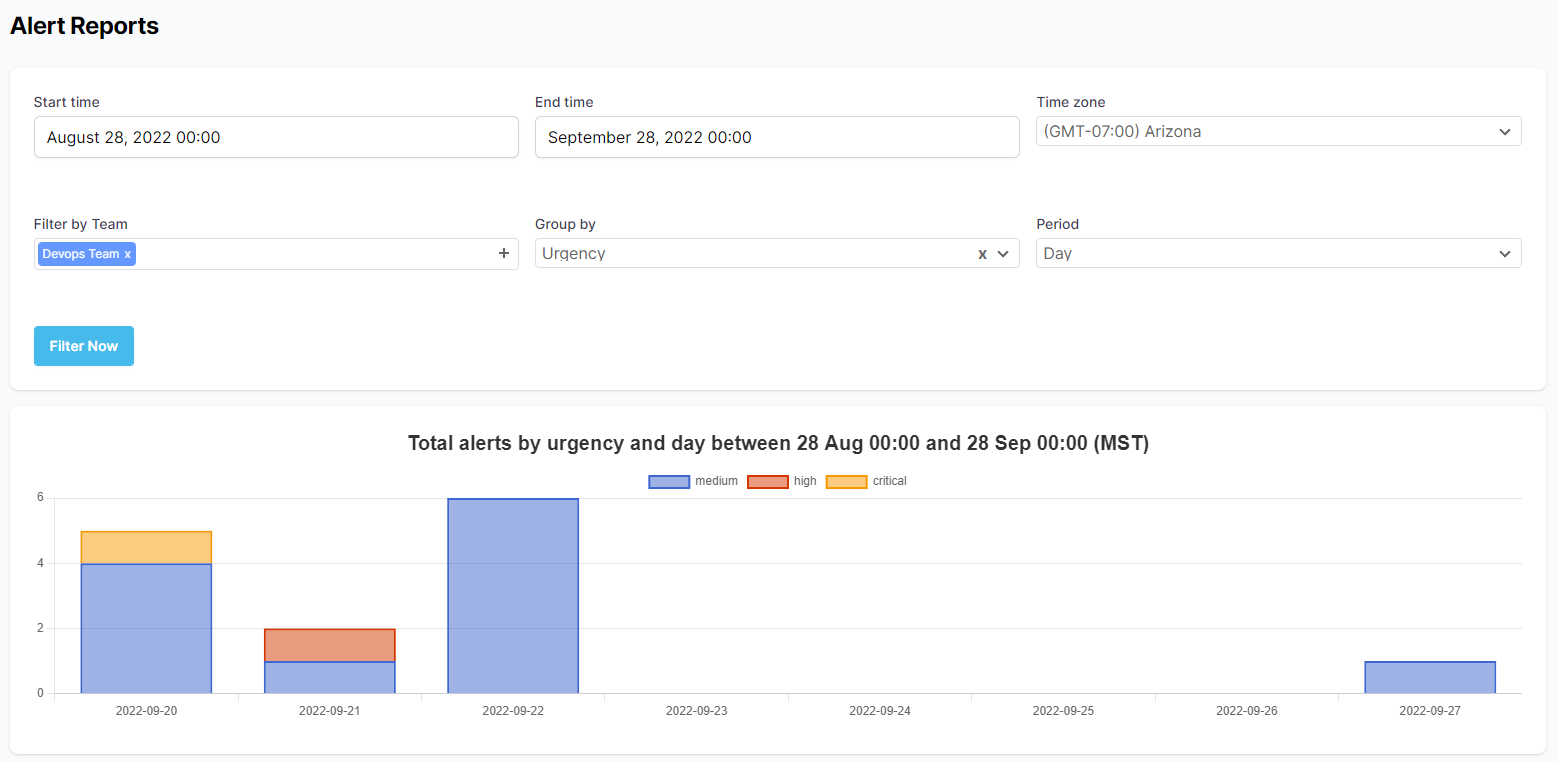 Alert Reports
Start time End time Time zone
August 28, 2022 00:00 September 28, 2022 00:00 (GMT-07:00) Arizona
Filter by Team Group by Period
Devops Team x + Urgency x Day
Filter Now
Total alerts by urgency and day between 28 Aug 00:00 and 28 Sep 00:00 (MST)
medium high critical
6
4
2
0
2022-09-20 2022-09-21 2022-09-22 2022-09-23 2022-09-24 2022-09-25 2022-09-26 2022-09-27